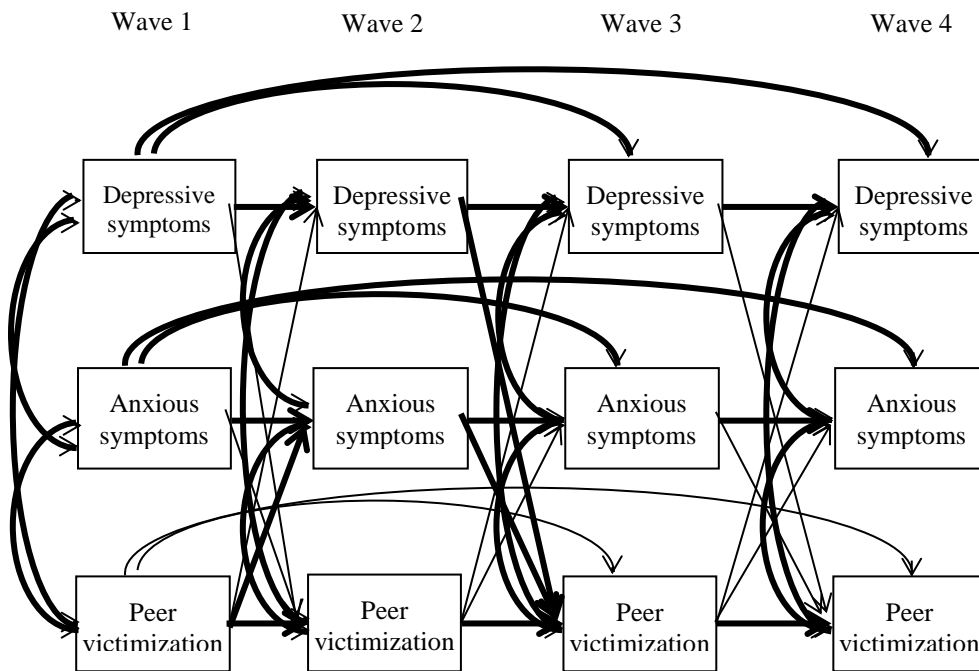 Wave 1 Wave 2 Wave 3 Wave 4
Depressive symptoms Depressive symptoms Depressive symptoms Depressive symptoms
Anxious symptoms Anxious symptoms Anxious symptoms Anxious symptoms
Peer victimization Peer victimization Peer victimization Peer victimization